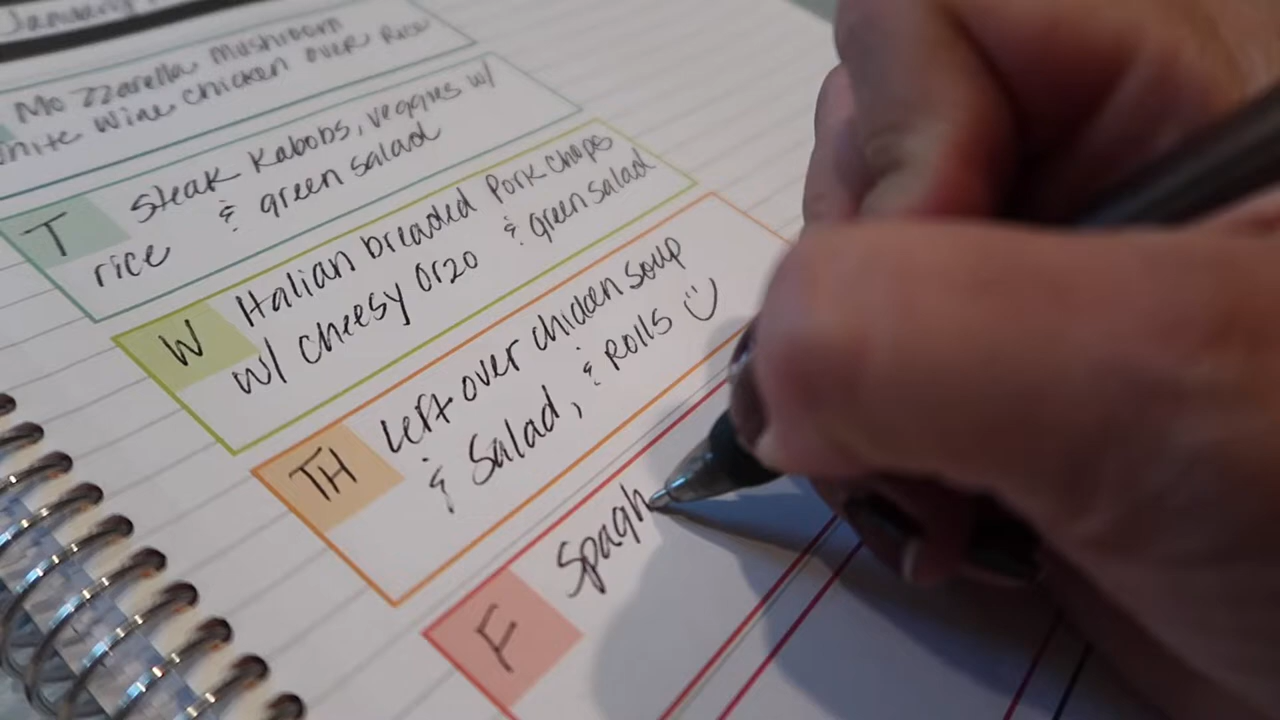 January
Mozzarella mushroom
White wine chicken over rice
T steak kabobs, veggies w/
rice & green salad
W Italian breaded pork chops
w/ cheesy orzo & green salad
TH Left over chicken soup
& Salad, & Rolls
F Spagh